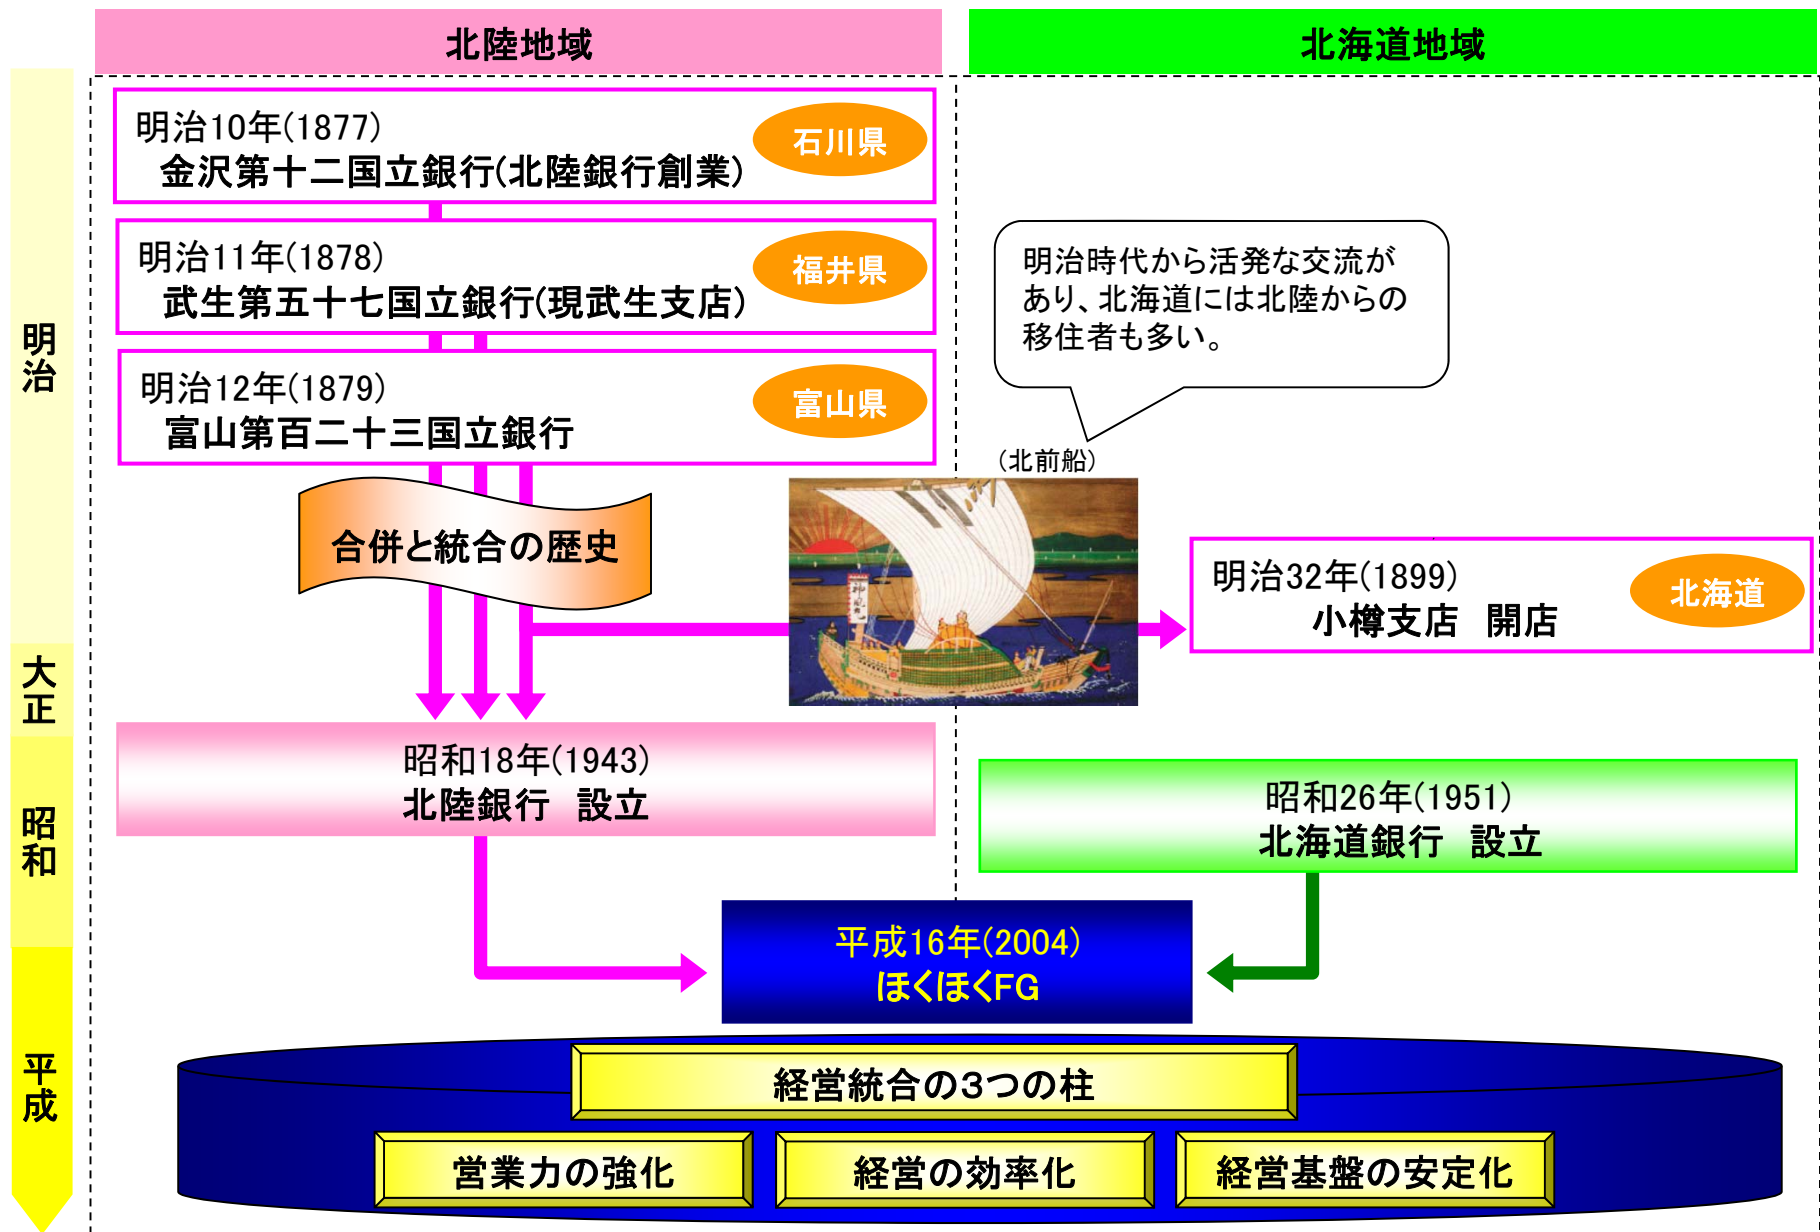 北陸地域
北海道地域
明治
大正
昭和
平成
明治10年(1877)
金沢第十二国立銀行(北陸銀行創業)
石川県
明治11年(1878)
武生第五十七国立銀行(現武生支店)
福井県
明治12年(1879)
富山第百二十三国立銀行
富山県
明治時代から活発な交流が
あり、北海道には北陸からの
移住者も多い。
(北前船)
合併と統合の歴史
明治32年(1899)
小樽支店 開店
北海道
昭和18年(1943)
北陸銀行 設立
昭和26年(1951)
北海道銀行 設立
平成16年(2004)
ほくほくFG
経営統合の3つの柱
営業力の強化
経営の効率化
経営基盤の安定化